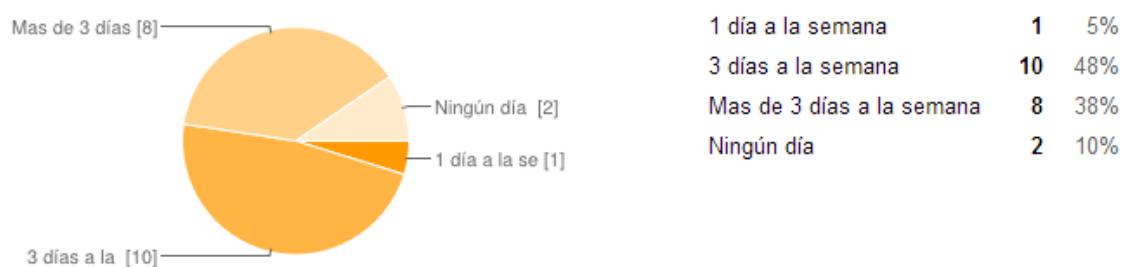 Mas de 3 días [8]
Ningún día [2]
1 día a la se [1]
3 días a la [10]
1 día a la semana 1 5%
3 días a la semana 10 48%
Mas de 3 días a la semana 8 38%
Ningún día 2 10%